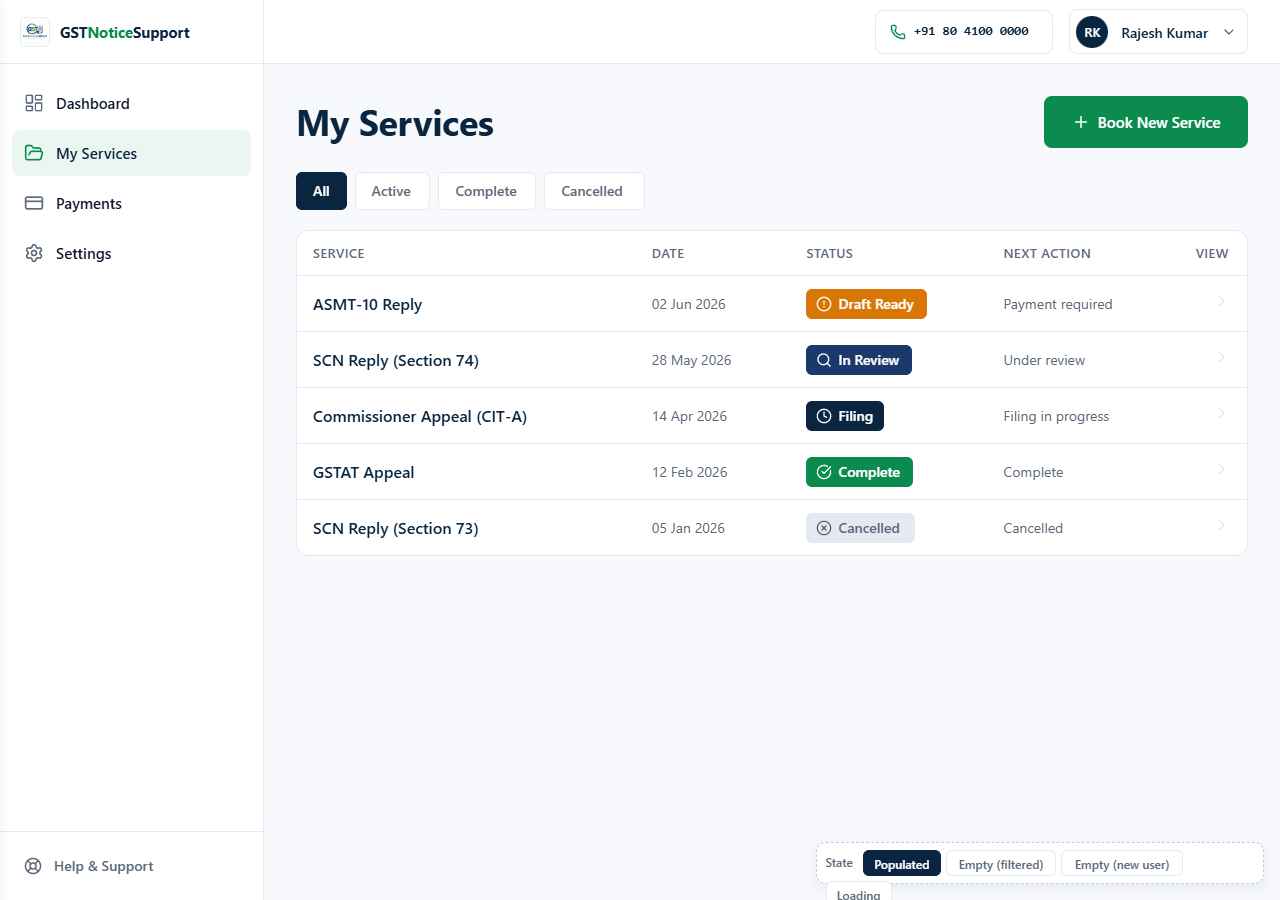 GSTNoticeSupport
+91 80 4100 0000
RK
Rajesh Kumar
Dashboard
My Services
Payments
Settings
Help & Support
My Services
Book New Service
All
Active
Complete
Cancelled
SERVICE DATE STATUS NEXT ACTION VIEW
ASMT-10 Reply 02 Jun 2026 Draft Ready Payment required
SCN Reply (Section 74) 28 May 2026 In Review Under review
Commissioner Appeal (CIT-A) 14 Apr 2026 Filing Filing in progress
GSTAT Appeal 12 Feb 2026 Complete Complete
SCN Reply (Section 73) 05 Jan 2026 Cancelled Cancelled
State Populated Empty (filtered) Empty (new user)
Loading